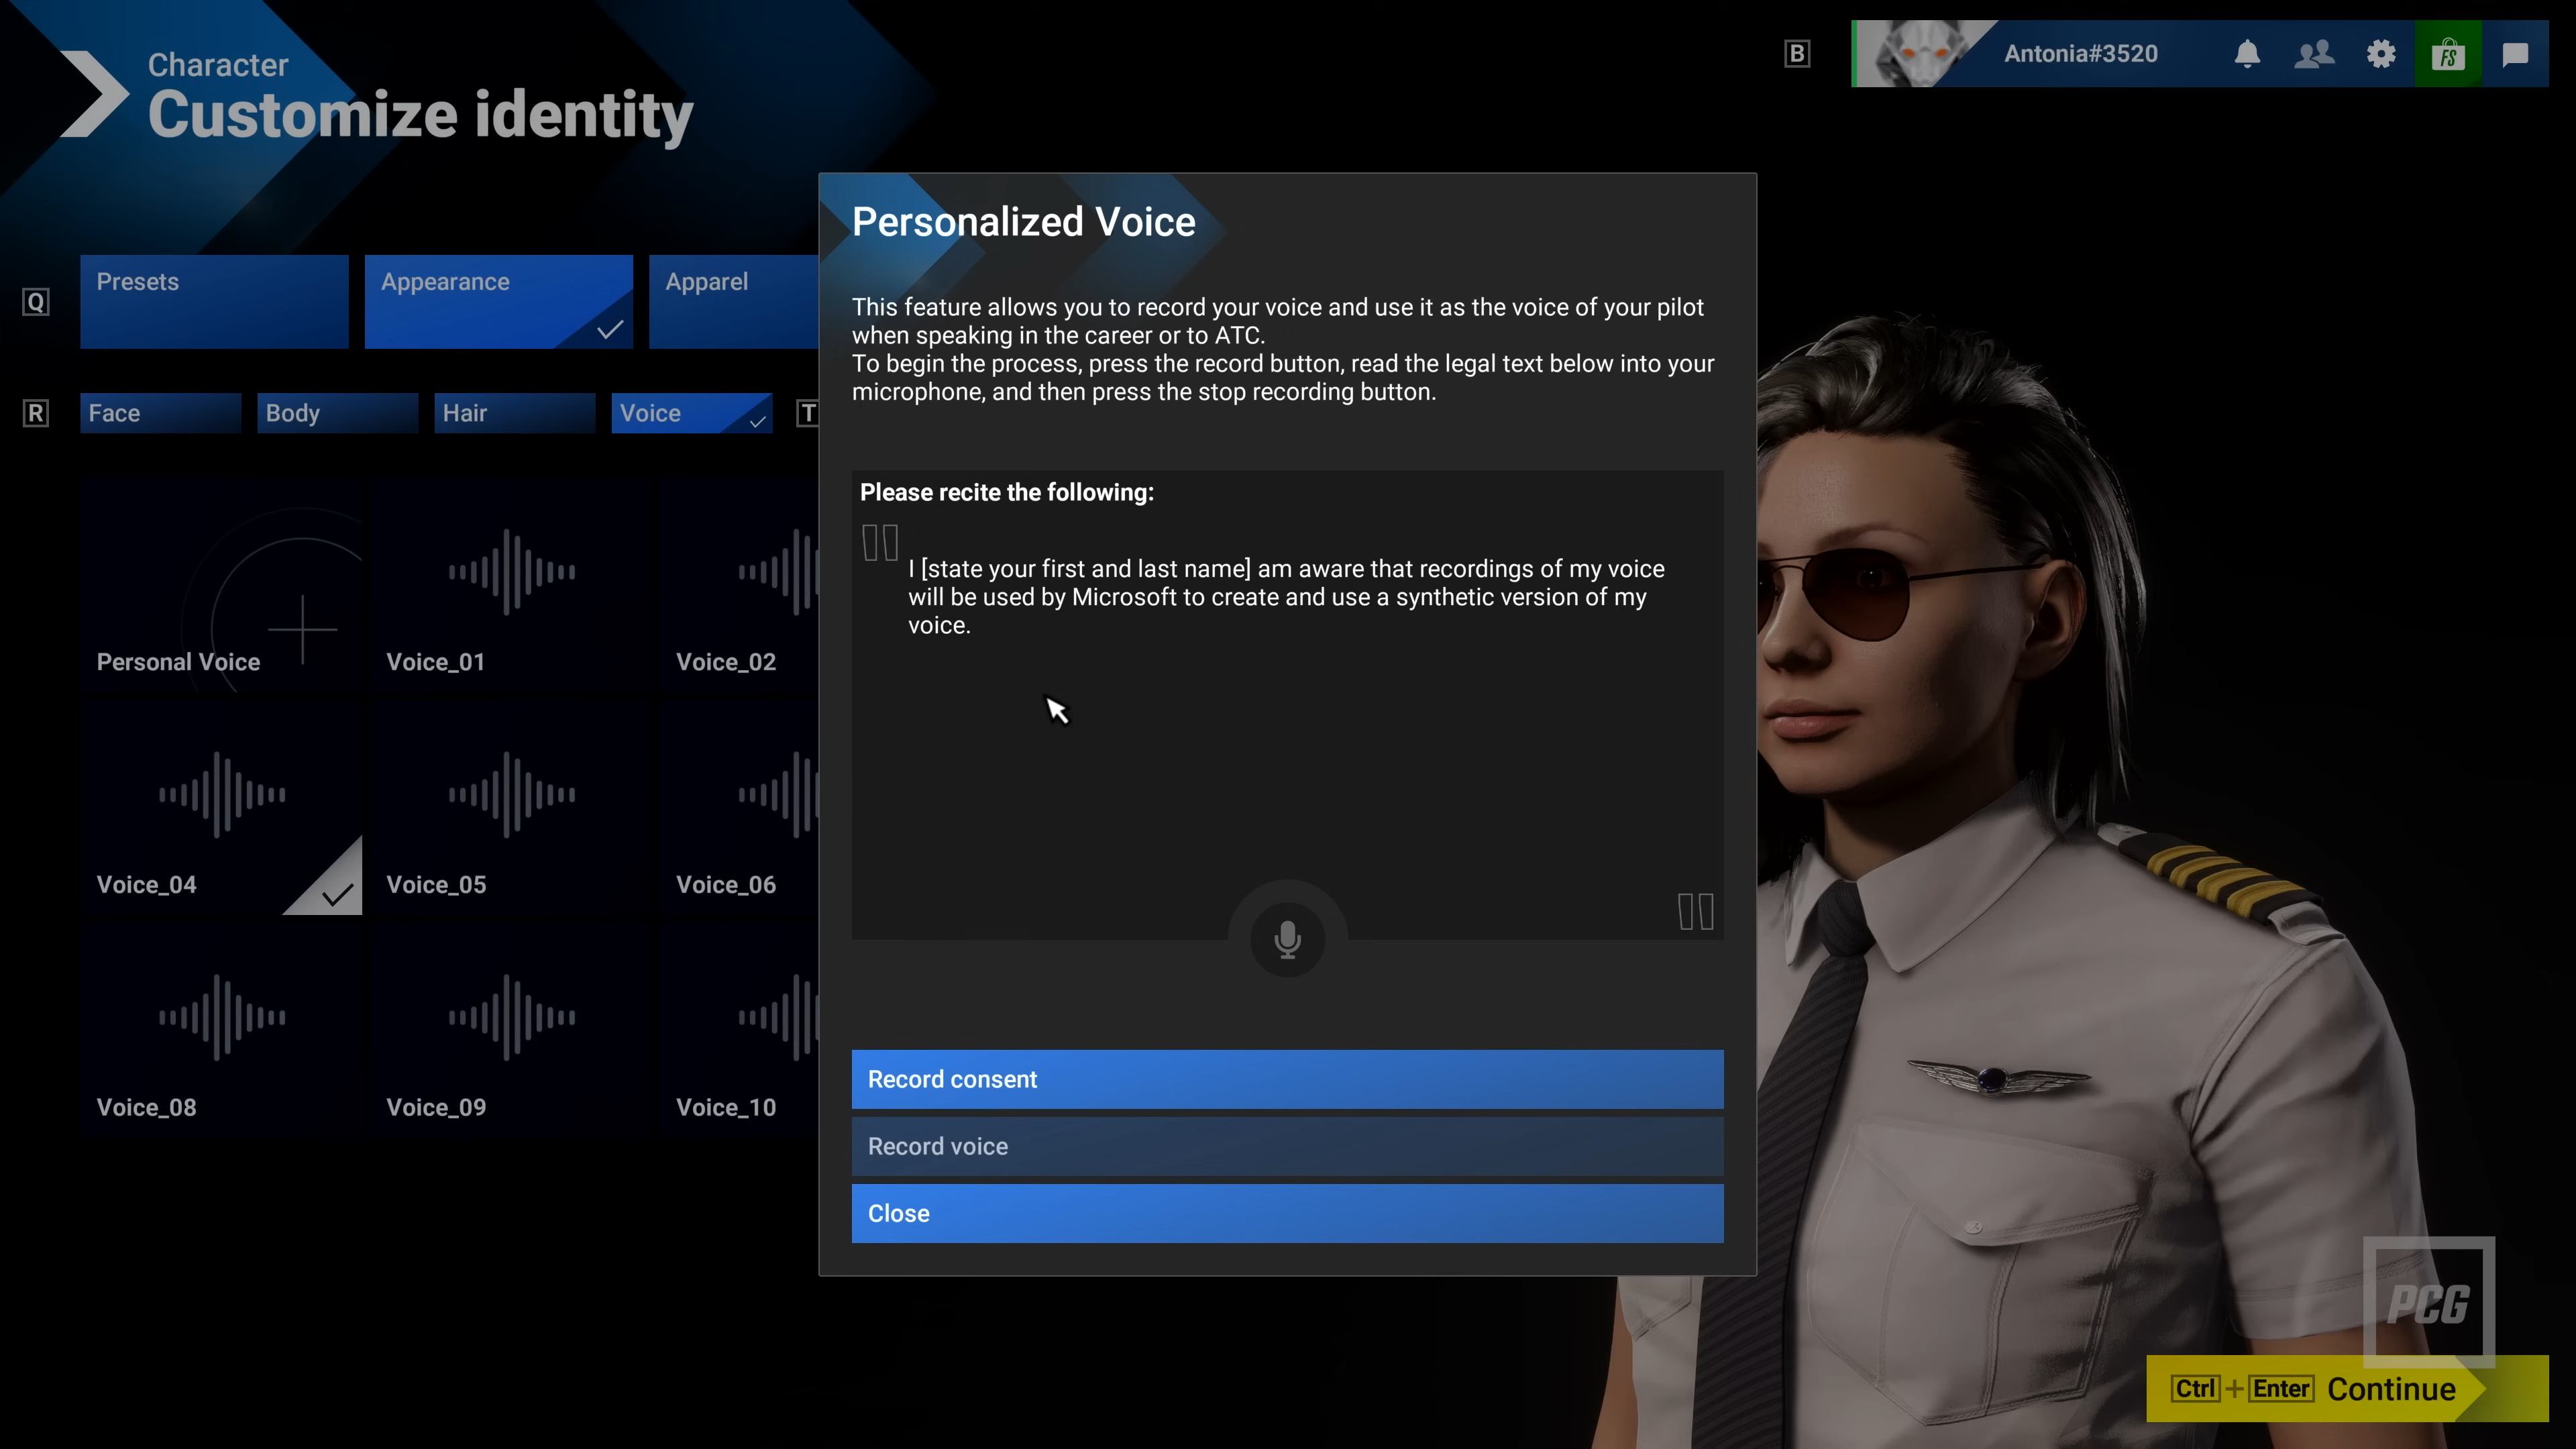 Character
Customize identity
B
Antonia#3520
FS
Q
Presets
Appearance
Apparel
R
Face
Body
Hair
Voice
T
Personal Voice
Voice_01
Voice_02
Voice_04
Voice_05
Voice_06
Voice_08
Voice_09
Voice_10
Personalized Voice
This feature allows you to record your voice and use it as the voice of your pilot
when speaking in the career or to ATC.
To begin the process, press the record button, read the legal text below into your
microphone, and then press the stop recording button.
Please recite the following:
I [state your first and last name] am aware that recordings of my voice
will be used by Microsoft to create and use a synthetic version of my
voice.
Record consent
Record voice
Close
PCG
Ctrl + Enter Continue